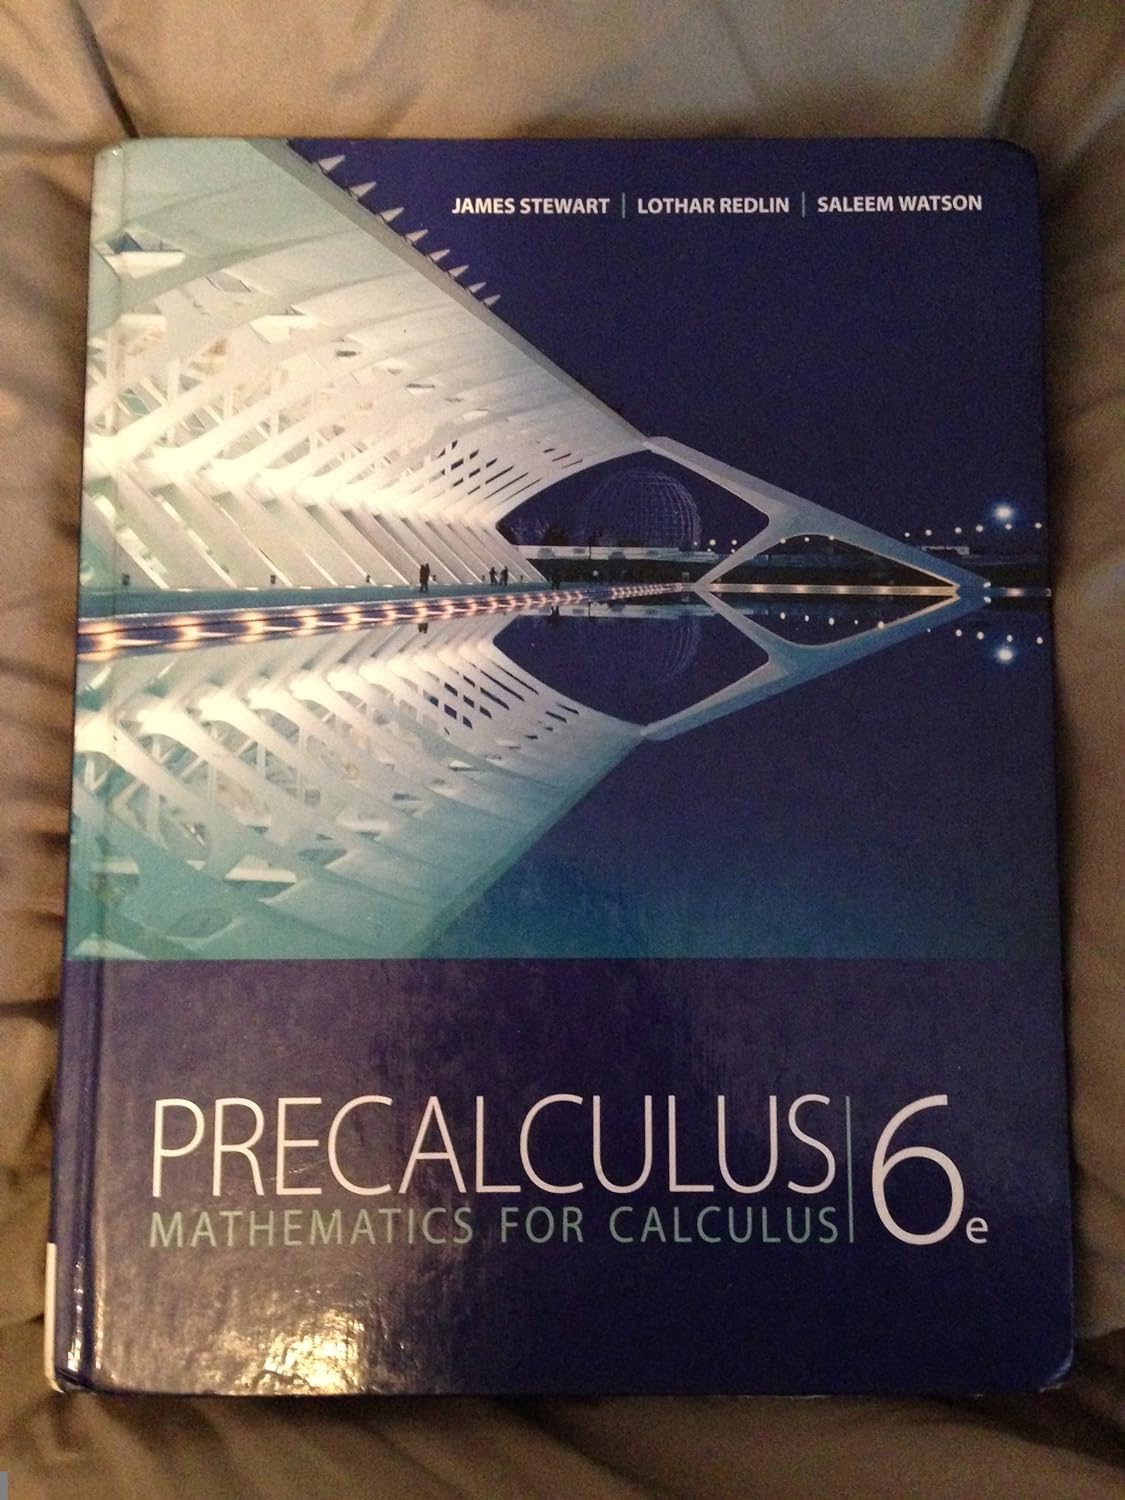 JAMES STEWART | LOTHAR REDLIN | SALEEM WATSON
PRECALCULUS
MATHEMATICS FOR CALCULUS
6e